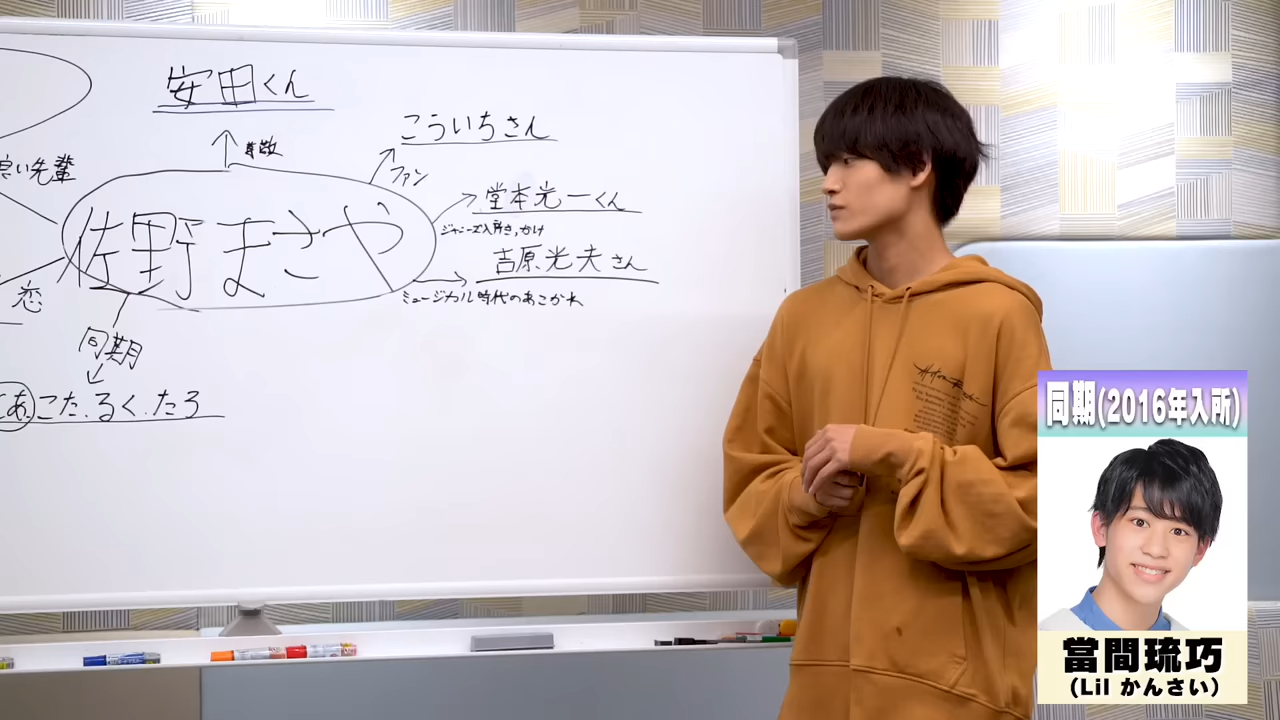 安田くん
尊敬
こういちさん
ファン
良い先輩
堂本光一くん
佐野まさや
ジャニーズ入所きっかけ
吉原光夫さん
恋
ミュージカル時代のあこがれ
同期
あ こた、るく、たろ
同期(2016年入所)
當間琉巧
(Lil かんさい)